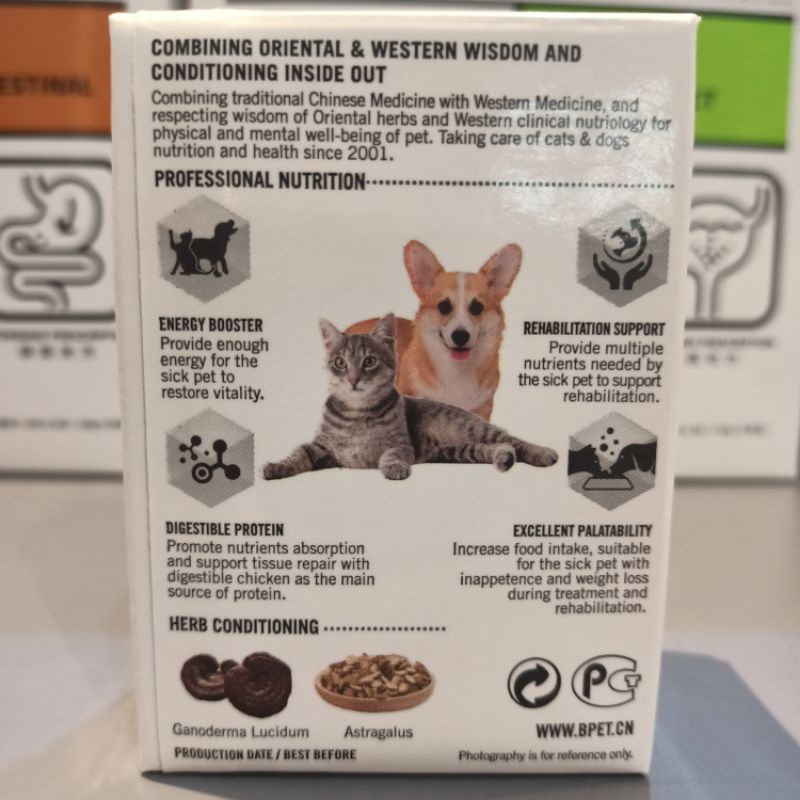 COMBINING ORIENTAL & WESTERN WISDOM AND
CONDITIONING INSIDE OUT
Combining traditional Chinese Medicine with Western Medicine, and
respecting wisdom of Oriental herbs and Western clinical nutriology for
physical and mental well-being of pet. Taking care of cats & dogs
nutrition and health since 2001.
PROFESSIONAL NUTRITION
ENERGY BOOSTER
Provide enough
energy for the
sick pet to
restore vitality.
REHABILITATION SUPPORT
Provide multiple
nutrients needed by
the sick pet to support
rehabilitation.
DIGESTIBLE PROTEIN
Promote nutrients absorption
and support tissue repair with
digestible chicken as the main
source of protein.
EXCELLENT PALATABILITY
Increase food intake, suitable
for the sick pet with
inappetence and weight loss
during treatment and
rehabilitation.
HERB CONDITIONING
Ganoderma Lucidum
Astragalus
WWW.BPET.CN
PRODUCTION DATE / BEST BEFORE
Photography is for reference only.